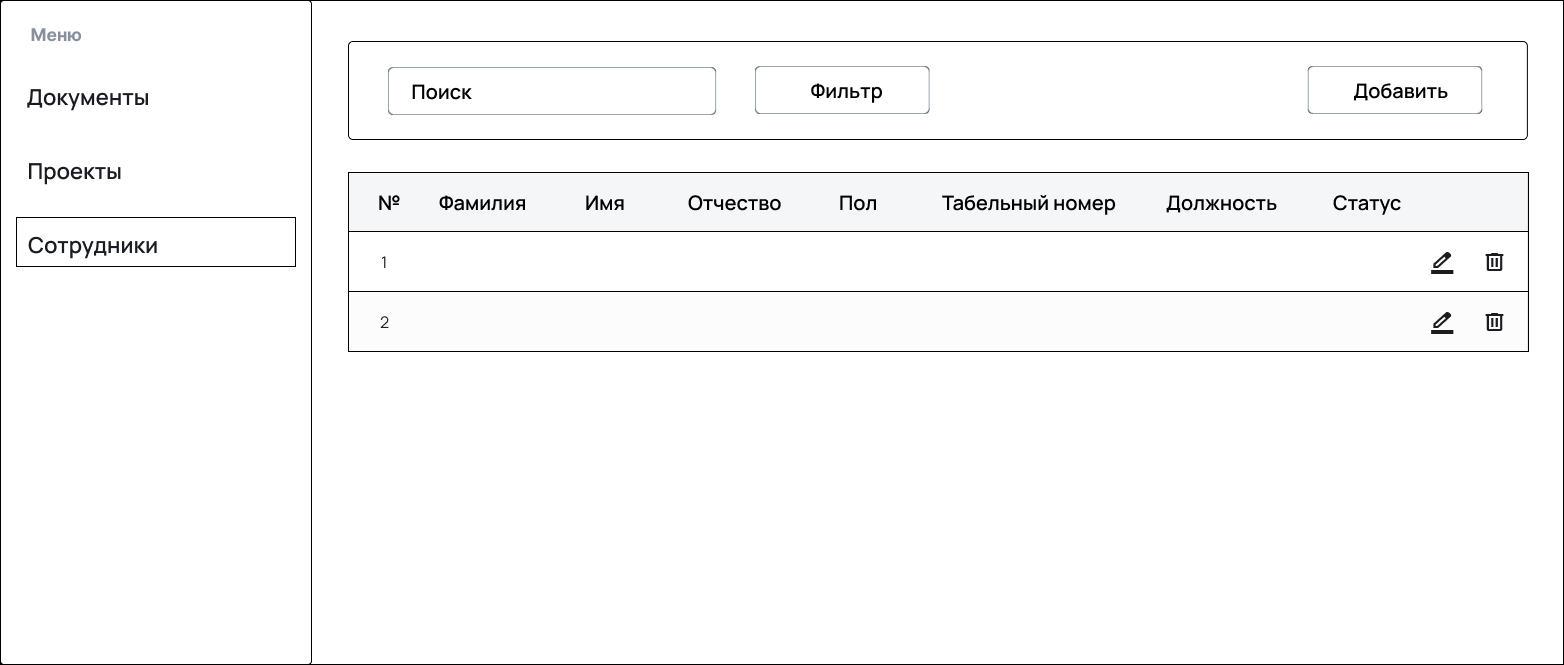 Меню
Документы
Проекты
Сотрудники
Поиск Фильтр Добавить
№ Фамилия Имя Отчество Пол Табельный номер Должность Статус
1
2